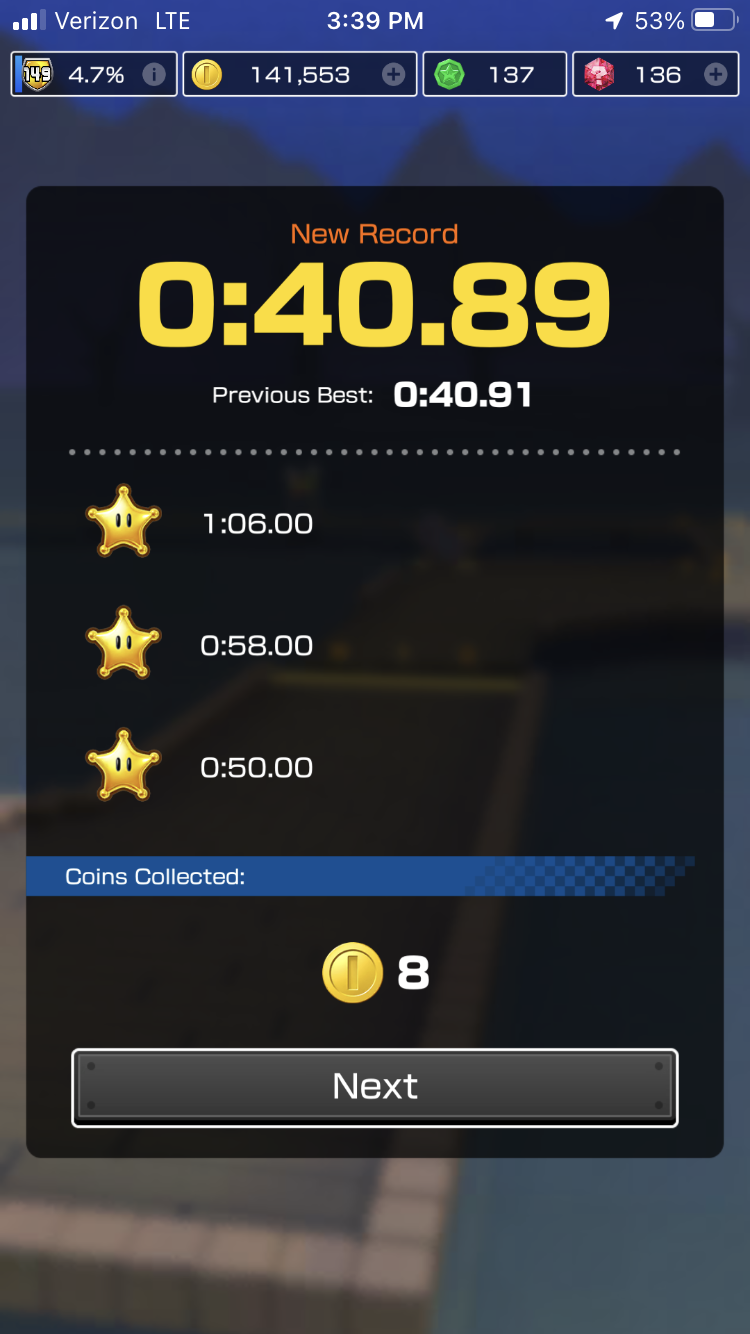 Verizon LTE 3:39 PM 53%
149 4.7% i 141,553 + 137 ? 136 +
New Record
0:40.89
Previous Best: 0:40.91
1:06.00
0:58.00
0:50.00
Coins Collected:
8
Next